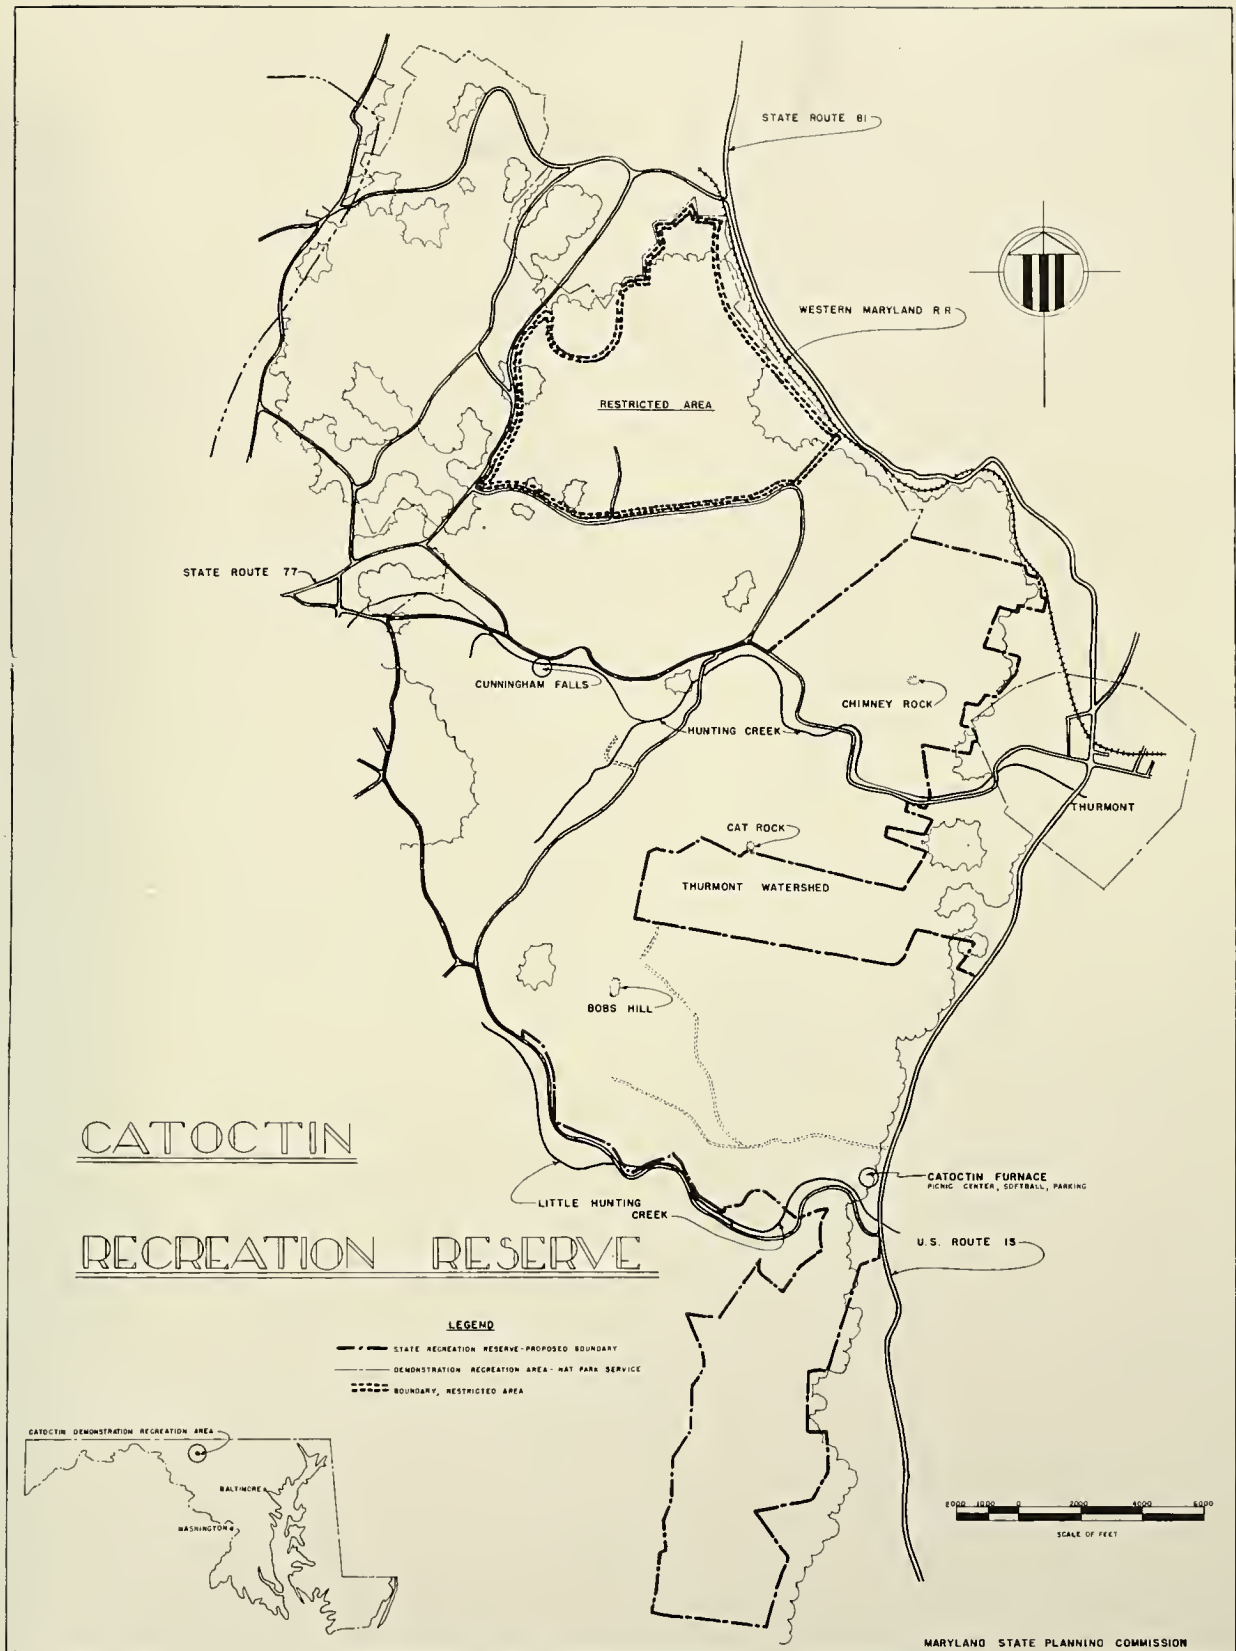 STATE ROUTE 81
WESTERN MARYLAND R R
RESTRICTED AREA
STATE ROUTE 77
CUNNINGHAM FALLS
CHIMNEY ROCK
HUNTING CREEK
THURMONT
CAT ROCK
THURMONT WATERSHED
BOBS HILL
CATOCTIN
RECREATION RESERVE
CATOCTIN FURNACE
PICNIC CENTER, SOFTBALL, PARKING
LITTLE HUNTING
CREEK
U.S. ROUTE 15
LEGEND
STATE RECREATION RESERVE-PROPOSED BOUNDARY
DEMONSTRATION RECREATION AREA- NAT PARK SERVICE
BOUNDARY, RESTRICTED AREA
CATOCTIN DEMONSTRATION RECREATION AREA
BALTIMORE
WASHINGTON
2000 1000 0 2000 4000 6000
SCALE OF FEET
MARYLAND STATE PLANNING COMMISSION